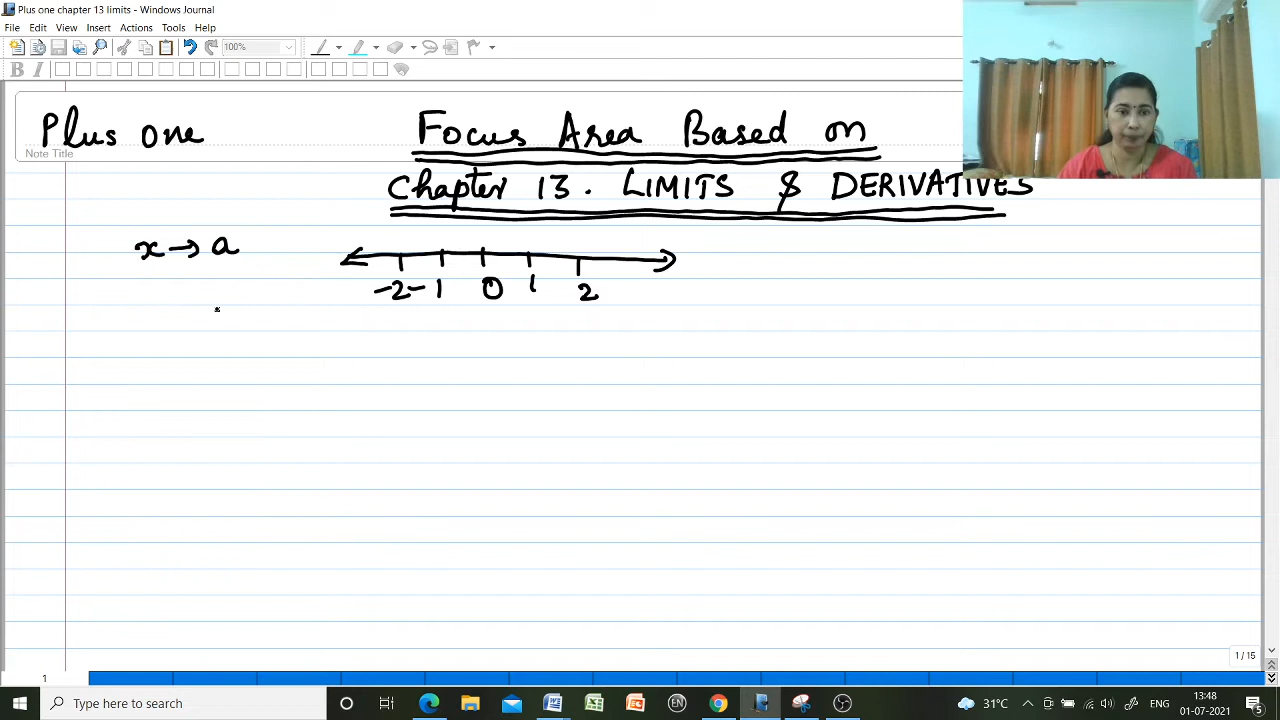 Plus one chapter 13 limits - Windows Journal
File Edit View Insert Actions Tools Help
100%
B I
Plus one
Focus Area Based on
Note Title
Chapter 13. LIMITS & DERIVATIVES
x → a
-2 -1 0 1 2
1 / 15
1
Type here to search
EN
31°C
13:48
01-07-2021